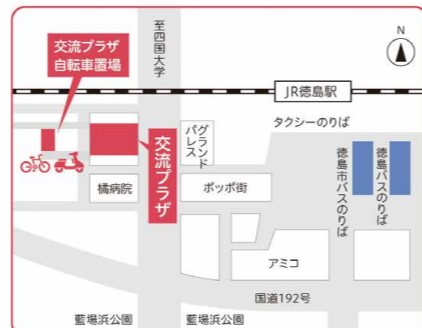 至四国大学
N
交流プラザ
自転車置場
JR徳島駅
タクシーのりば
グランド
パレス
交流プラザ
橘病院
ポッポ街
徳島市バスのりば
徳島バスのりば
アミコ
国道192号
藍場浜公園
藍場浜公園